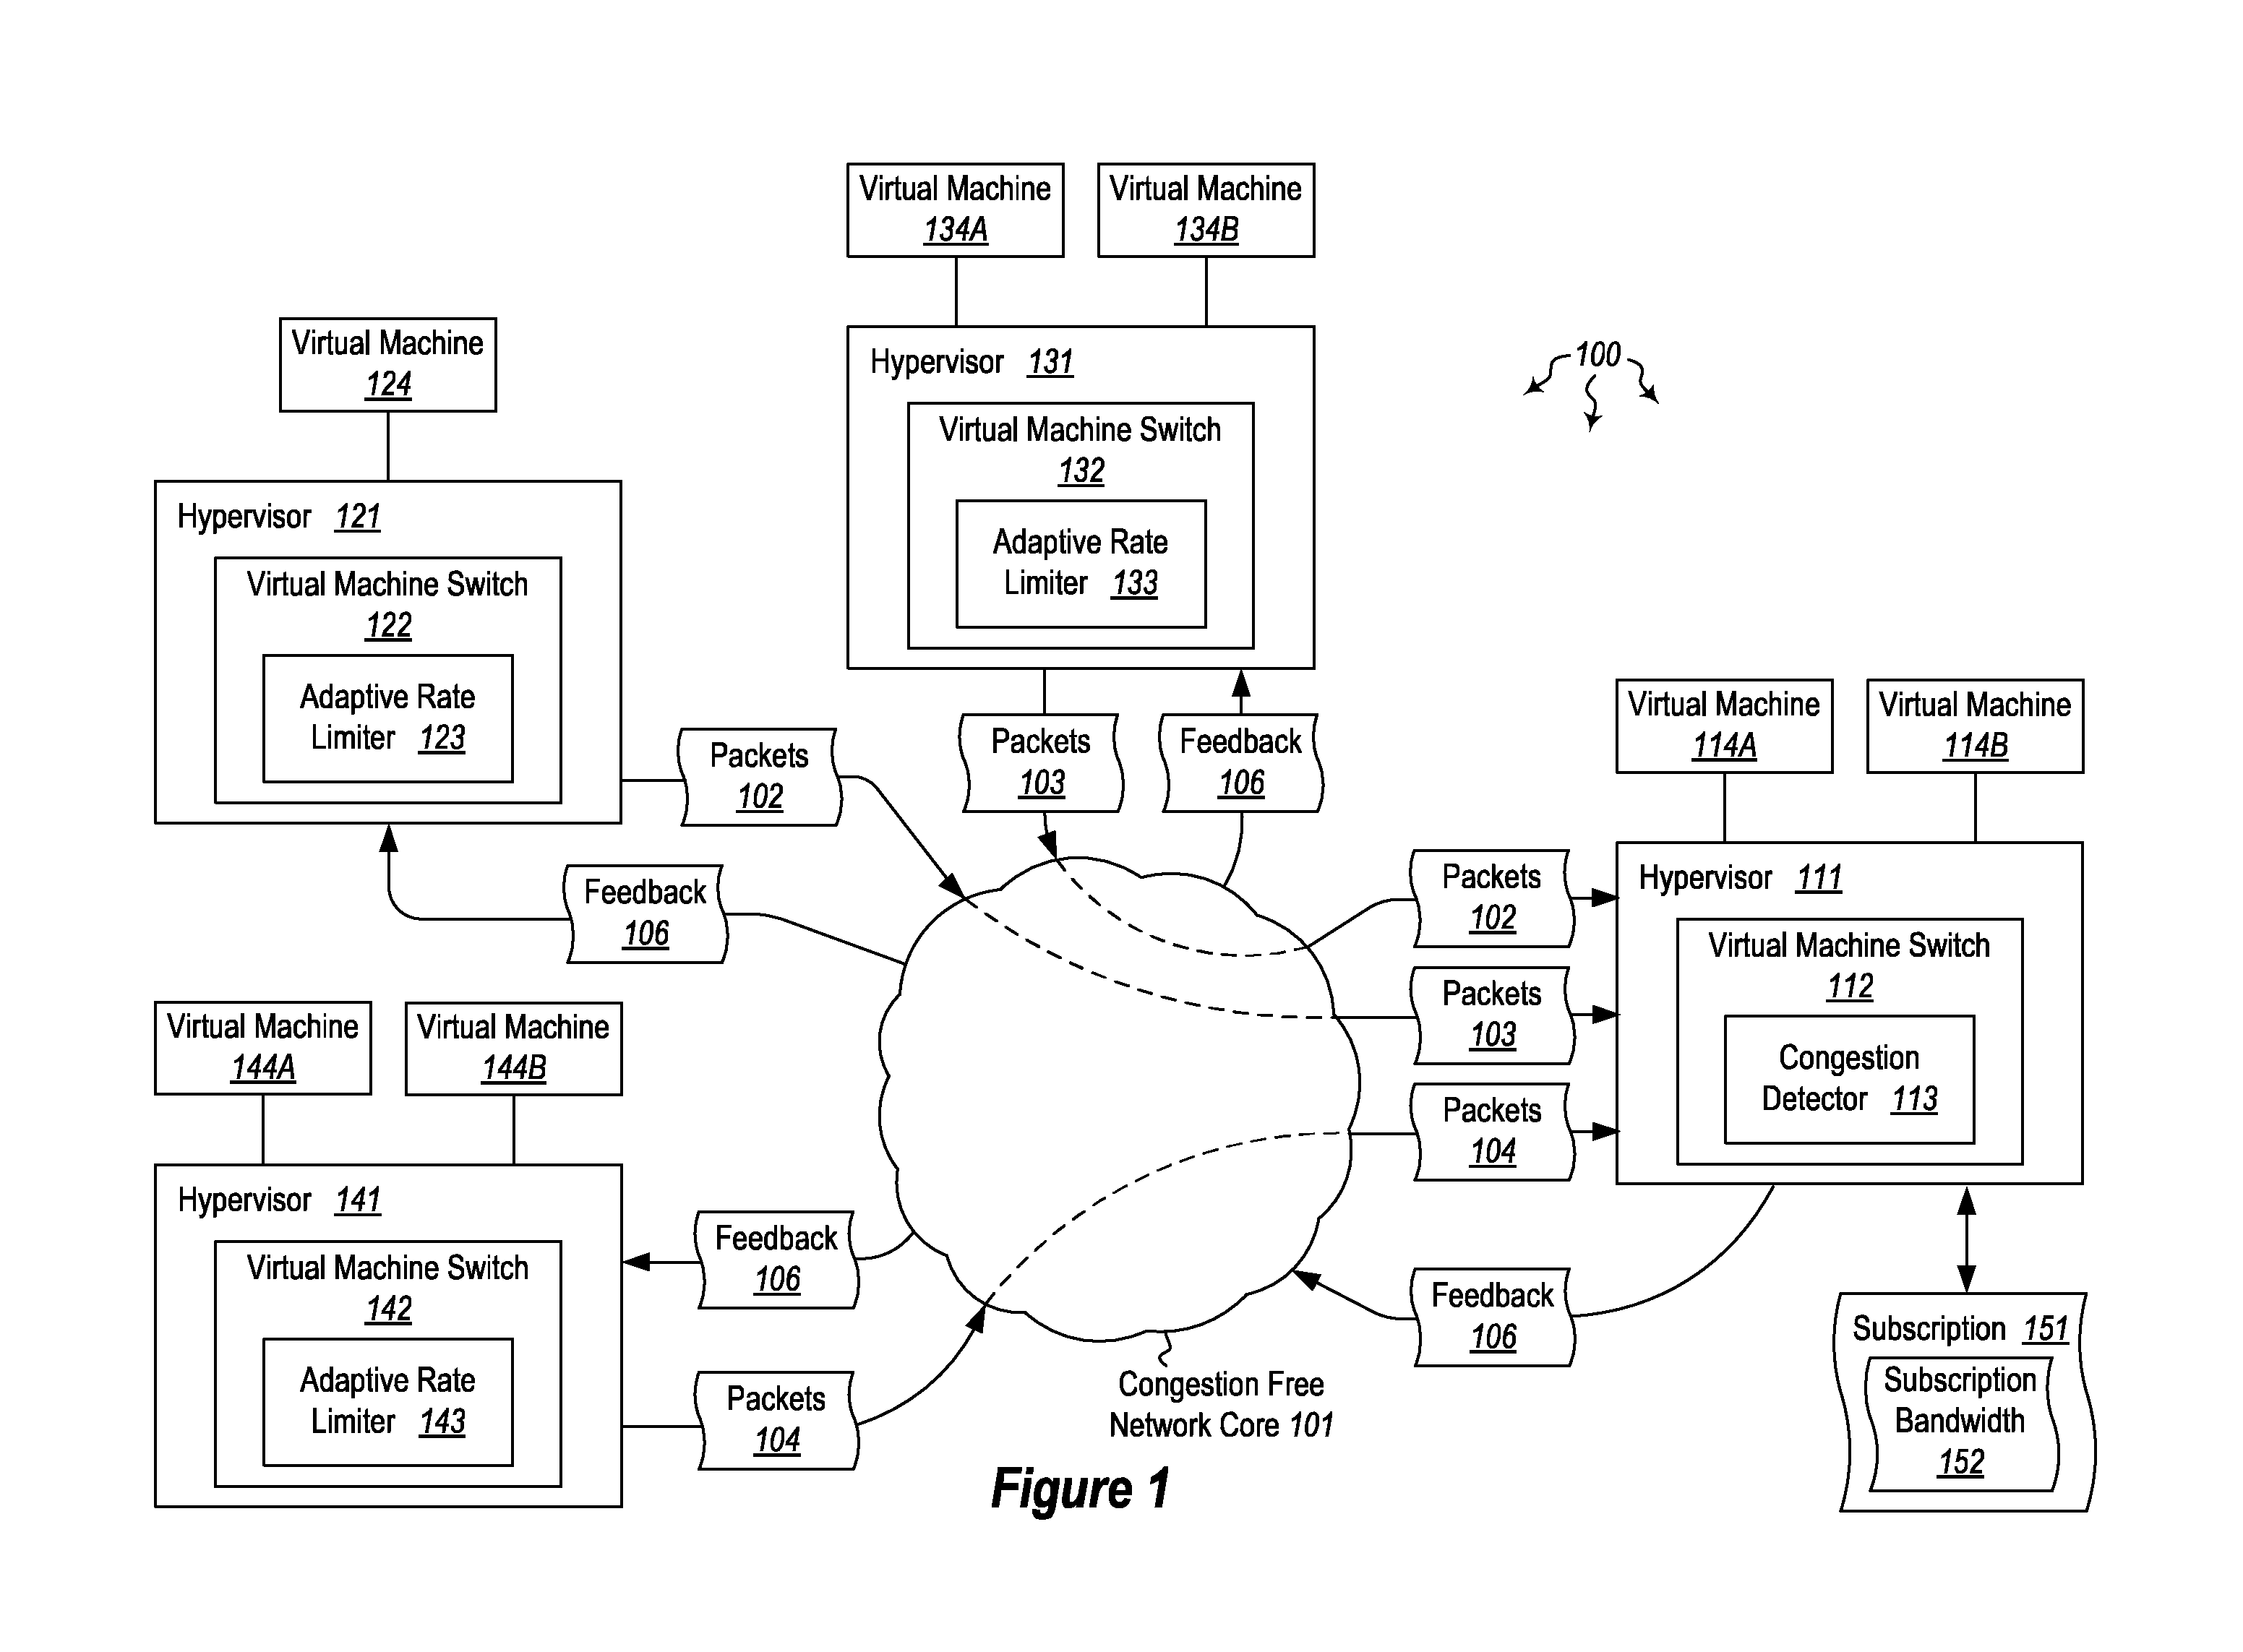 Virtual Machine
134A
Virtual Machine
134B
Hypervisor 131
Virtual Machine Switch
132
Adaptive Rate
Limiter 133
100
Virtual Machine
124
Hypervisor 121
Virtual Machine Switch
122
Adaptive Rate
Limiter 123
Packets
102
Packets
103
Feedback
106
Feedback
106
Virtual Machine
114A
Virtual Machine
114B
Hypervisor 111
Virtual Machine Switch
112
Congestion
Detector 113
Packets
102
Packets
103
Packets
104
Virtual Machine
144A
Virtual Machine
144B
Hypervisor 141
Virtual Machine Switch
142
Adaptive Rate
Limiter 143
Feedback
106
Packets
104
Feedback
106
Congestion Free
Network Core 101
Subscription 151
Subscription
Bandwidth
152
Figure 1